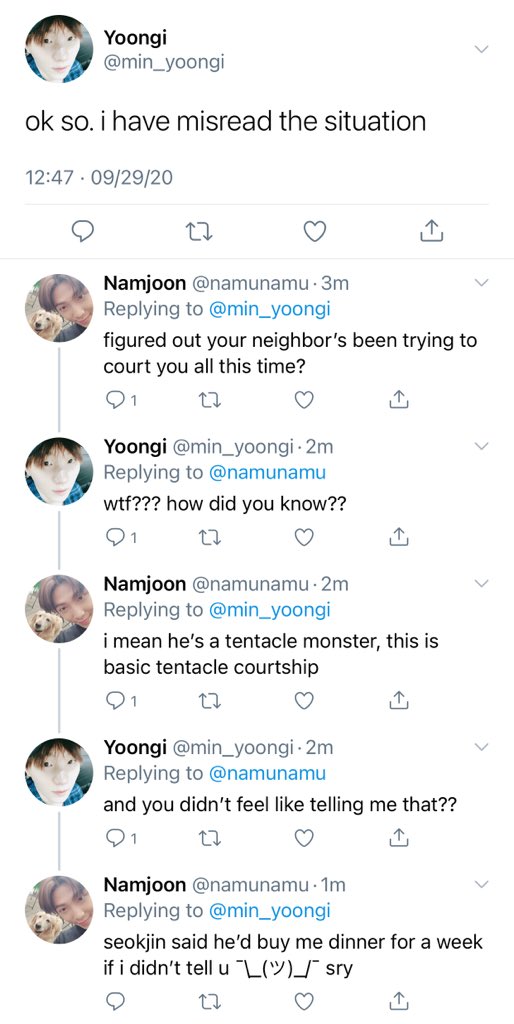 Yoongi
@min_yoongi
ok so. i have misread the situation
12:47 · 09/29/20
Namjoon @namunamu · 3m
Replying to @min_yoongi
figured out your neighbor’s been trying to
court you all this time?
1
Yoongi @min_yoongi · 2m
Replying to @namunamu
wtf??? how did you know??
1
Namjoon @namunamu · 2m
Replying to @min_yoongi
i mean he’s a tentacle monster, this is
basic tentacle courtship
1
Yoongi @min_yoongi · 2m
Replying to @namunamu
and you didn’t feel like telling me that??
1
Namjoon @namunamu · 1m
Replying to @min_yoongi
seokjin said he’d buy me dinner for a week
if i didn’t tell u ¯\_(ツ)_/¯ sry